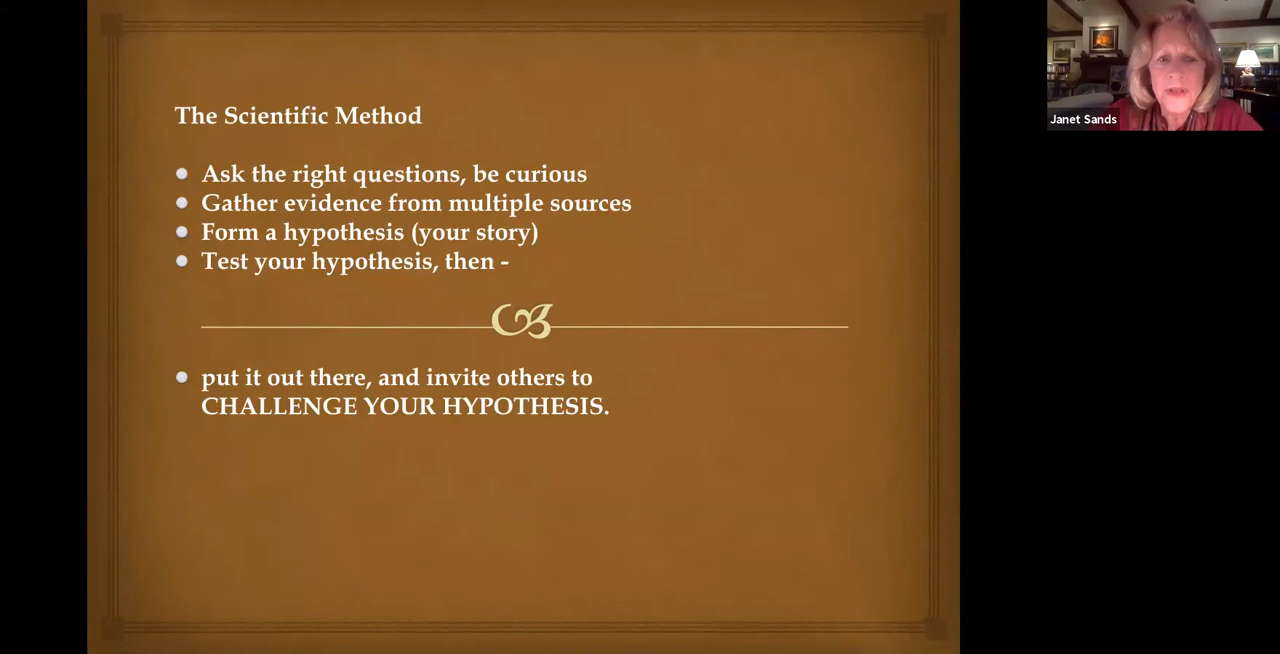 The Scientific Method
Ask the right questions, be curious
Gather evidence from multiple sources
Form a hypothesis (your story)
Test your hypothesis, then -
put it out there, and invite others to
CHALLENGE YOUR HYPOTHESIS.
Janet Sands